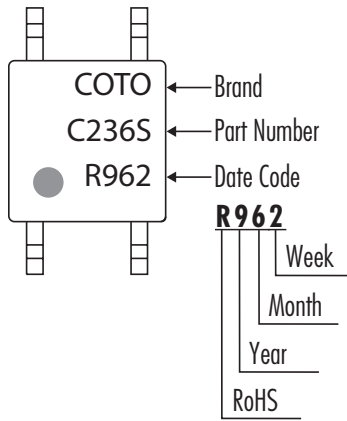 COTO
Brand
C236S
Part Number
R962
Date Code
R962
Week
Month
Year
RoHS